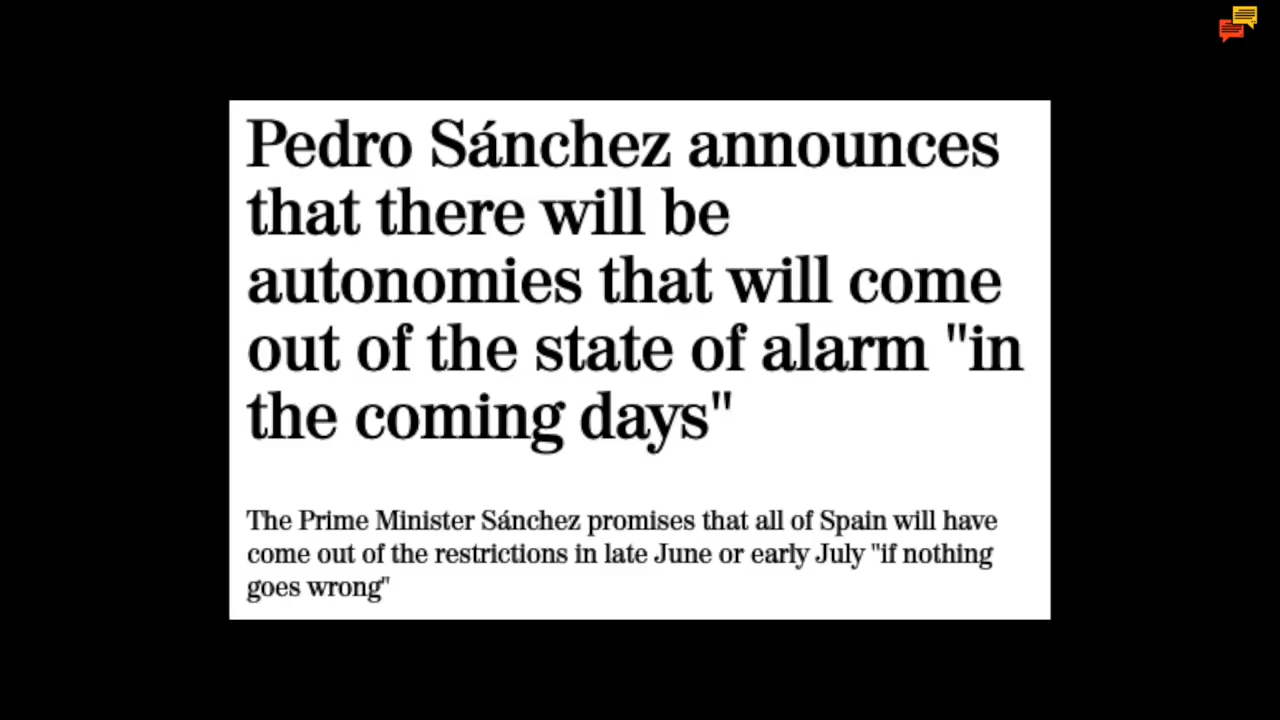 Pedro Sánchez announces
that there will be
autonomies that will come
out of the state of alarm "in
the coming days"
The Prime Minister Sánchez promises that all of Spain will have
come out of the restrictions in late June or early July "if nothing
goes wrong"